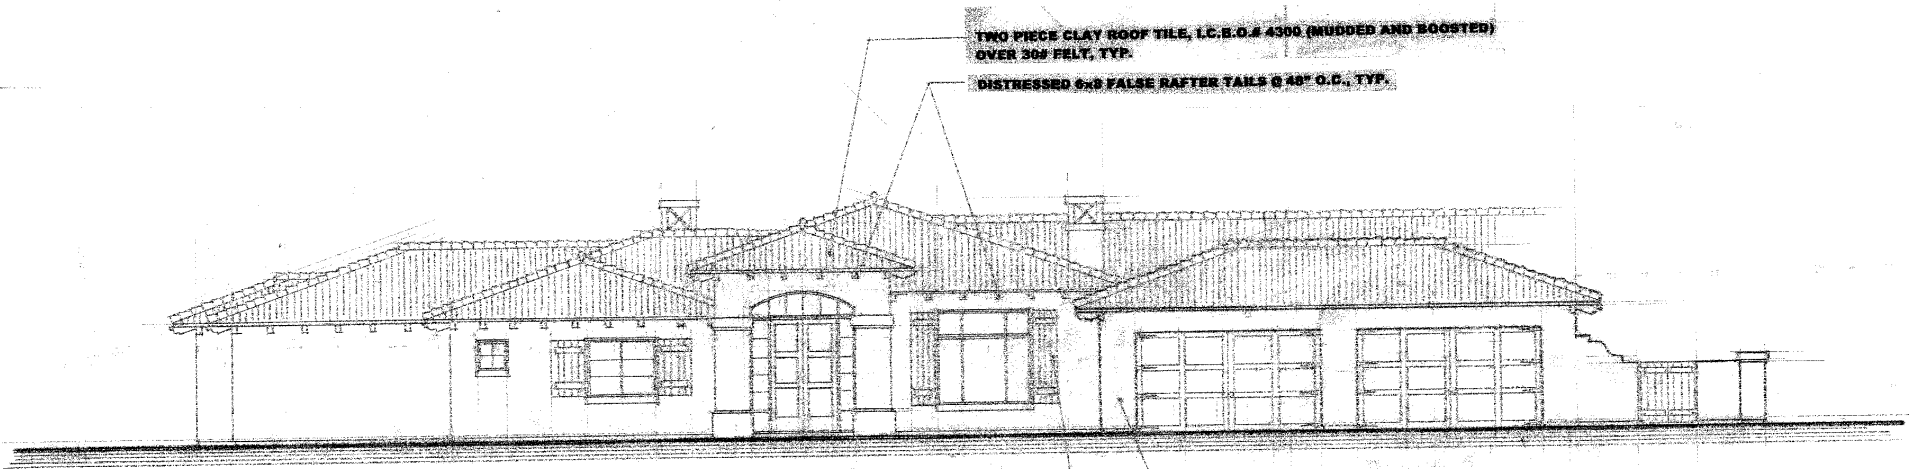 TWO PIECE CLAY ROOF TILE, I.C.B.O.# 4300 (MUDDED AND BOOSTED)
OVER 30# FELT, TYP.
DISTRESSED 6x8 FALSE RAFTER TAILS @ 48" O.C., TYP.